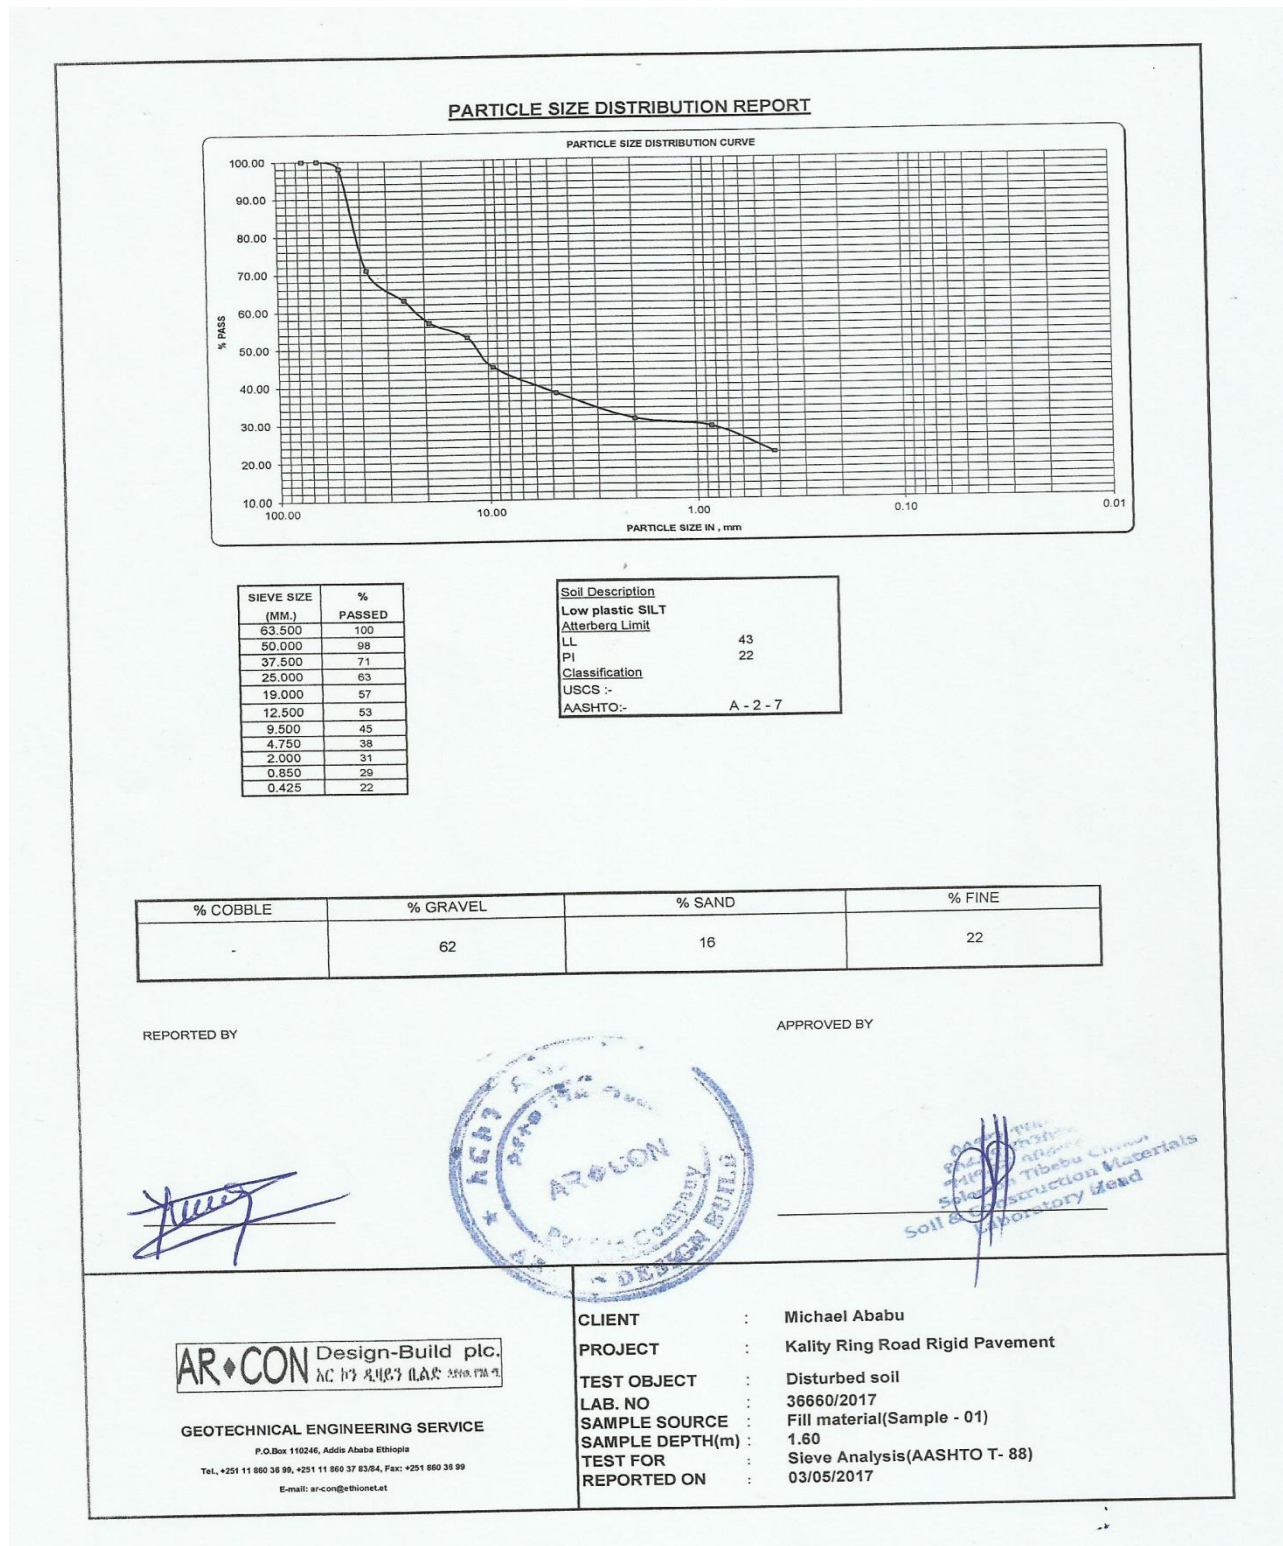 PARTICLE SIZE DISTRIBUTION REPORT
PARTICLE SIZE DISTRIBUTION CURVE
% PASS
100.00
90.00
80.00
70.00
60.00
50.00
40.00
30.00
20.00
10.00
100.00 10.00 1.00 0.10 0.01
PARTICLE SIZE IN , mm
SIEVE SIZE (MM.) % PASSED
63.500 100
50.000 98
37.500 71
25.000 63
19.000 57
12.500 53
9.500 45
4.750 38
2.000 31
0.850 29
0.425 22
Soil Description
Low plastic SILT
Atterberg Limit
LL 43
PI 22
Classification
USCS :-
AASHTO:- A - 2 - 7
% COBBLE % GRAVEL % SAND % FINE
- 62 16 22
REPORTED BY
APPROVED BY
አርኮን
AR CON
Company
DESIGN BUILD
Tibebu
Soil & Construction Materials
Laboratory Head
AR CON Design-Build plc.
አር ኮን ዲዛይን ቢልድ
GEOTECHNICAL ENGINEERING SERVICE
P.O.Box 110246, Addis Ababa Ethiopia
Tel., +251 11 860 36 99, +251 11 860 37 83/84, Fax: +251 860 36 99
E-mail: ar-con@ethionet.et
CLIENT : Michael Ababu
PROJECT : Kality Ring Road Rigid Pavement
TEST OBJECT : Disturbed soil
LAB. NO : 36660/2017
SAMPLE SOURCE : Fill material(Sample - 01)
SAMPLE DEPTH(m) : 1.60
TEST FOR : Sieve Analysis(AASHTO T- 88)
REPORTED ON : 03/05/2017